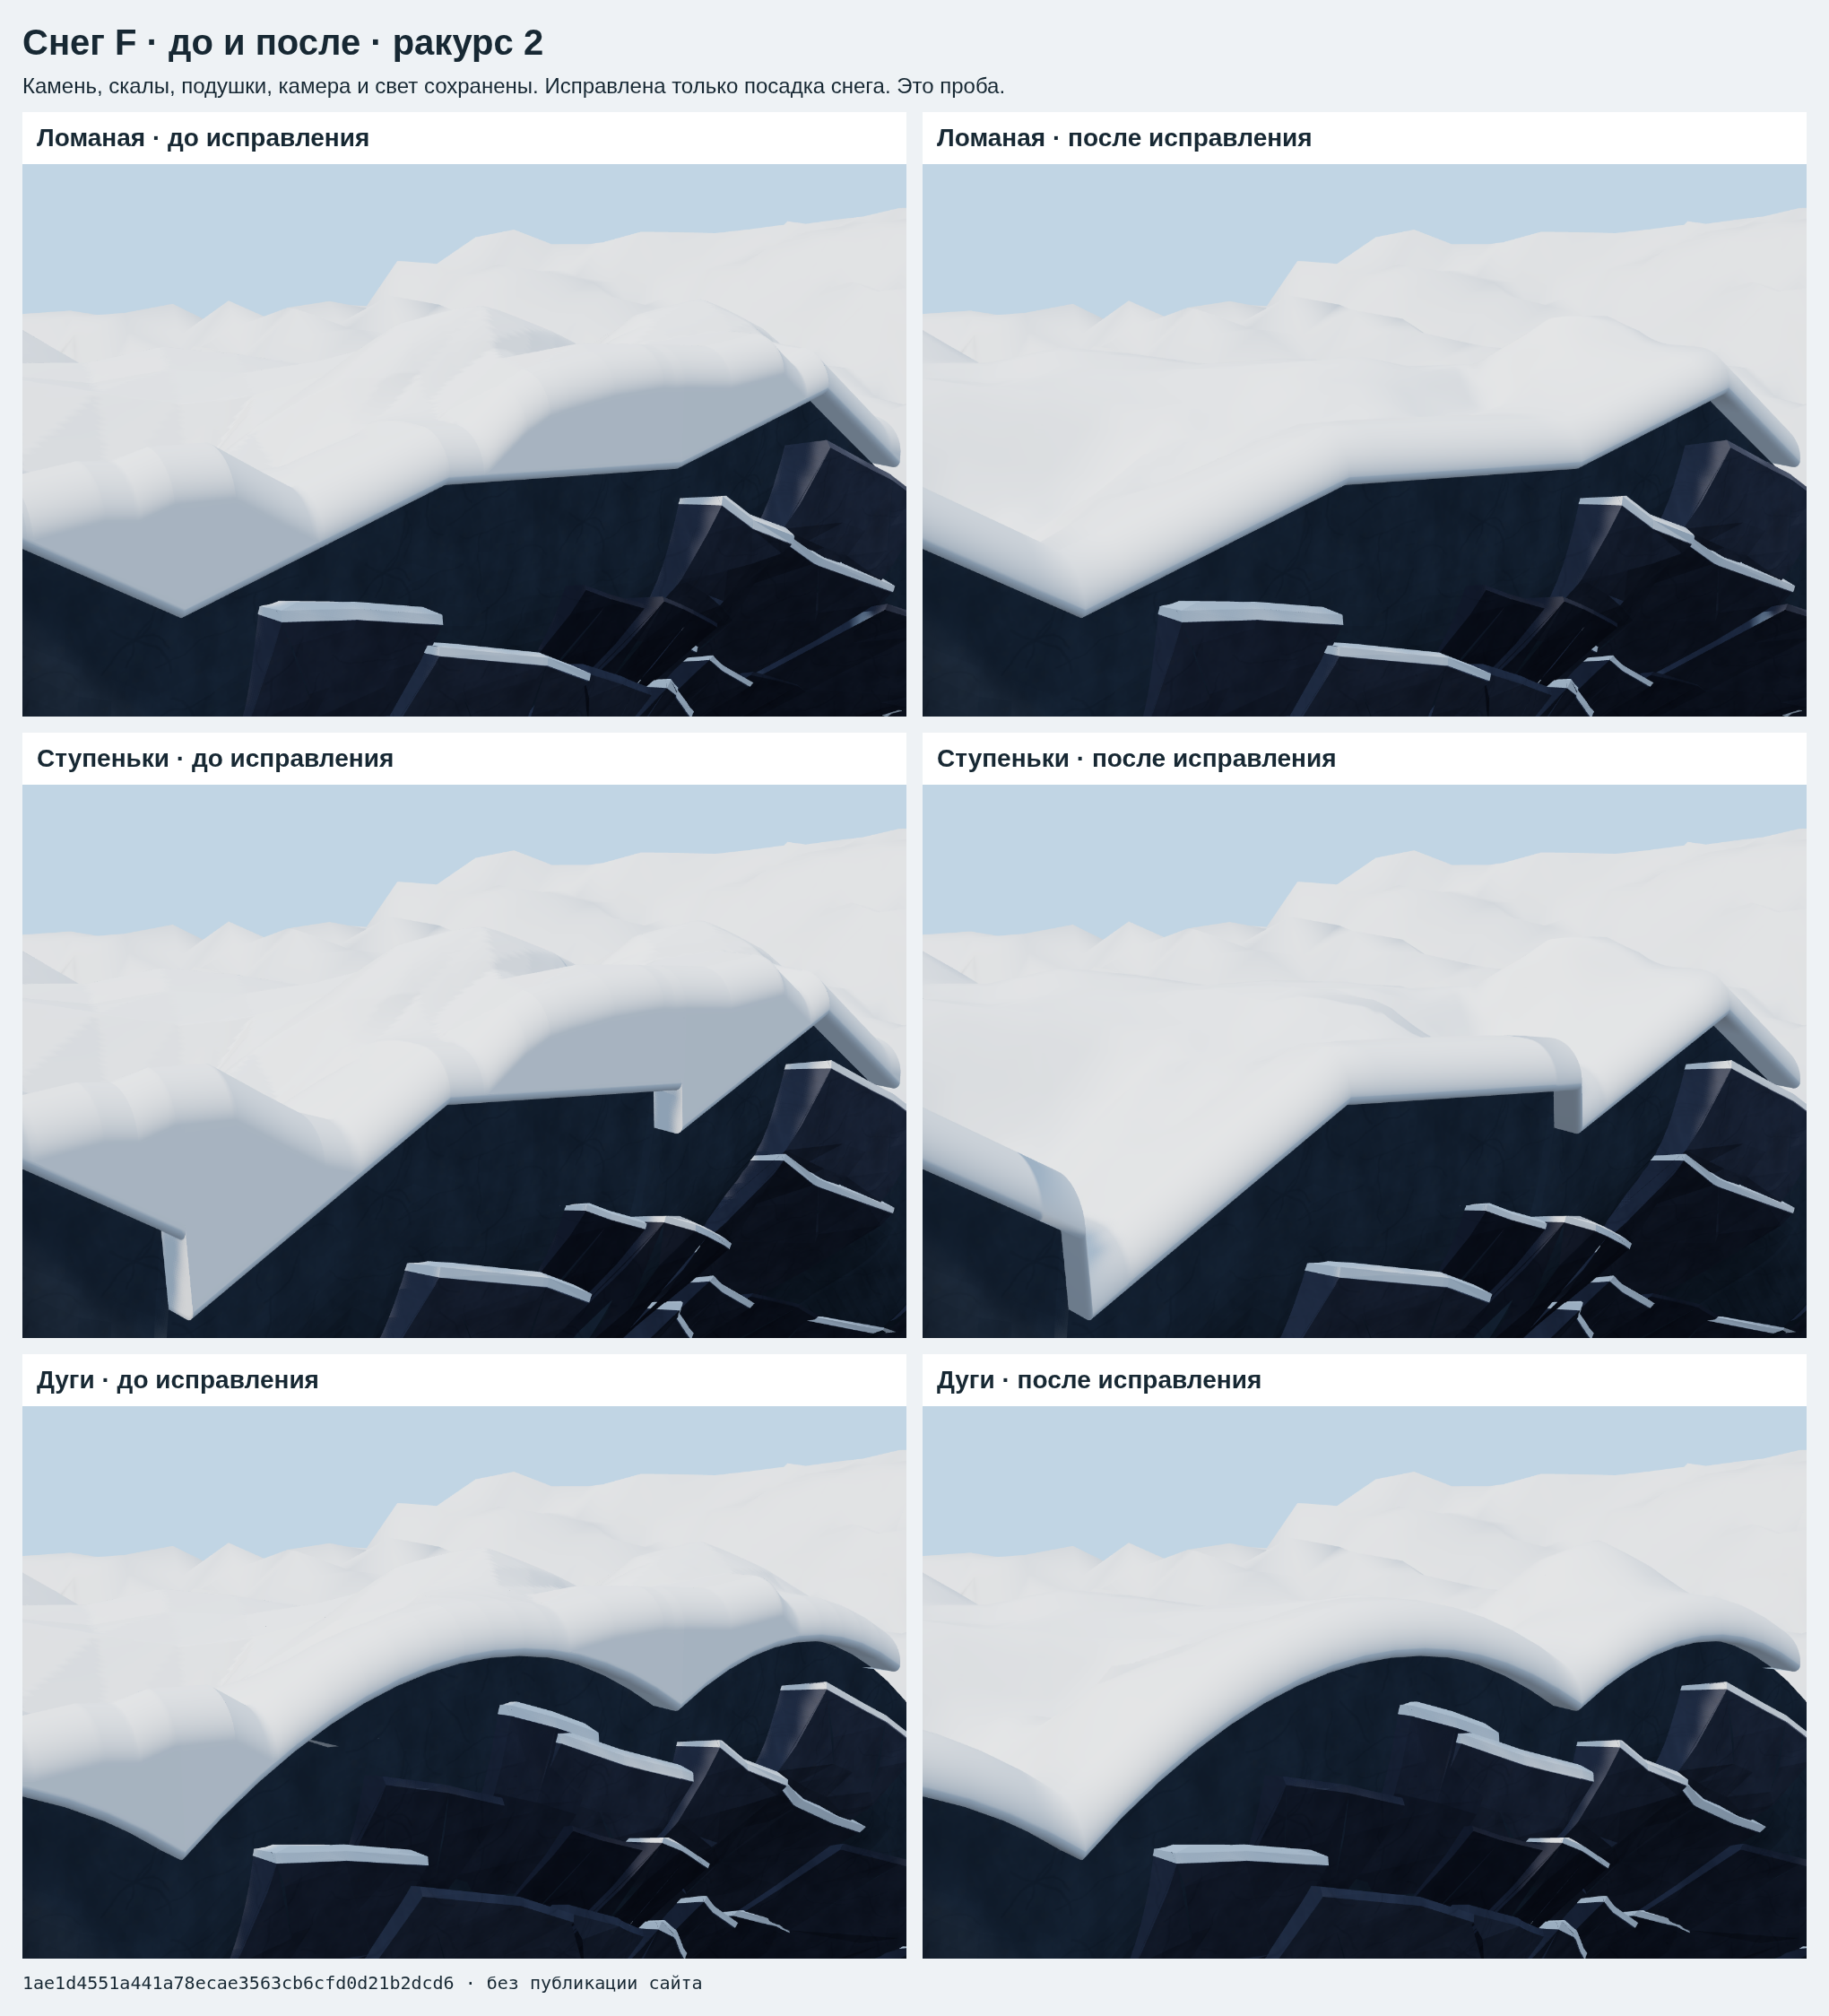 Снег F · до и после · ракурс 2
Камень, скалы, подушки, камера и свет сохранены. Исправлена только посадка снега. Это проба.
Ломаная · до исправления
Ломаная · после исправления
Ступеньки · до исправления
Ступеньки · после исправления
Дуги · до исправления
Дуги · после исправления
1ae1d4551a441a78ecae3563cb6cfd0d21b2dcd6 · без публикации сайта